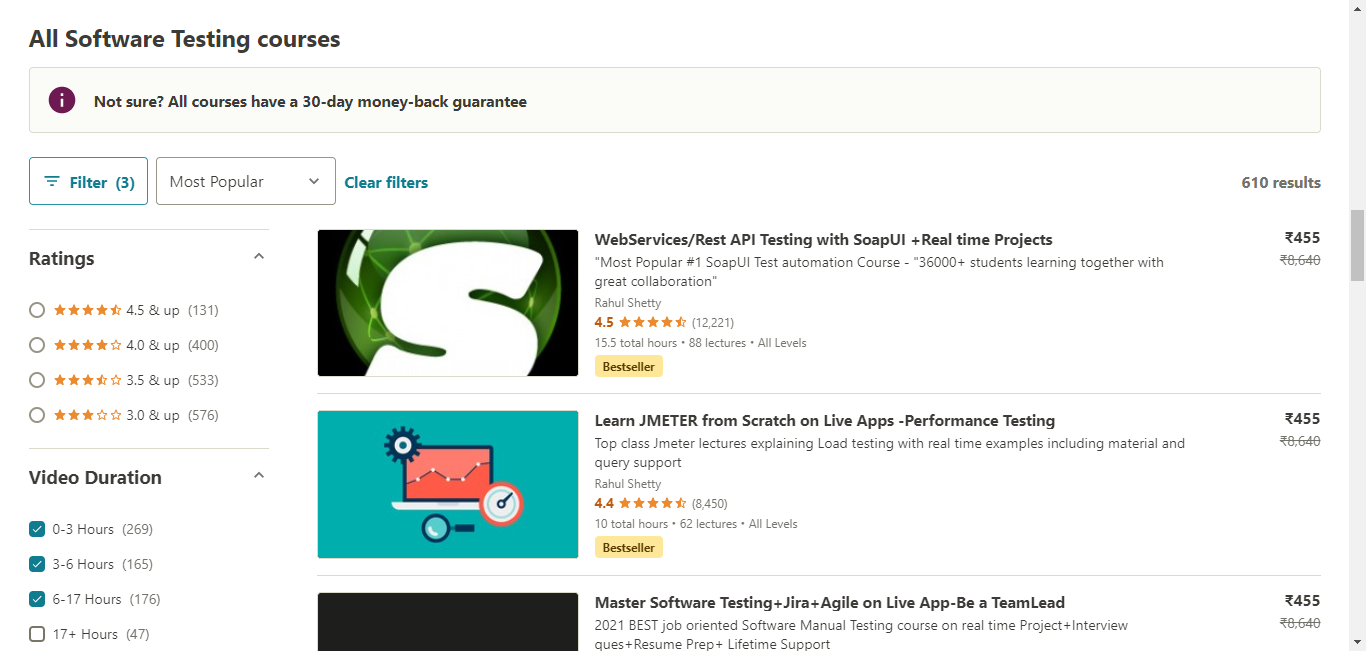 All Software Testing courses
Not sure? All courses have a 30-day money-back guarantee
Filter (3)
Most Popular
Clear filters
610 results
Ratings
4.5 & up (131)
4.0 & up (400)
3.5 & up (533)
3.0 & up (576)
Video Duration
0-3 Hours (269)
3-6 Hours (165)
6-17 Hours (176)
17+ Hours (47)
WebServices/Rest API Testing with SoapUI +Real time Projects
₹455
"Most Popular #1 SoapUI Test automation Course - "36000+ students learning together with
₹8,640
great collaboration"
Rahul Shetty
4.5 (12,221)
15.5 total hours • 88 lectures • All Levels
Bestseller
Learn JMETER from Scratch on Live Apps -Performance Testing
₹455
Top class Jmeter lectures explaining Load testing with real time examples including material and
₹8,640
query support
Rahul Shetty
4.4 (8,450)
10 total hours • 62 lectures • All Levels
Bestseller
Master Software Testing+Jira+Agile on Live App-Be a TeamLead
₹455
2021 BEST job oriented Software Manual Testing course on real time Project+Interview
₹8,640
ques+Resume Prep+ Lifetime Support